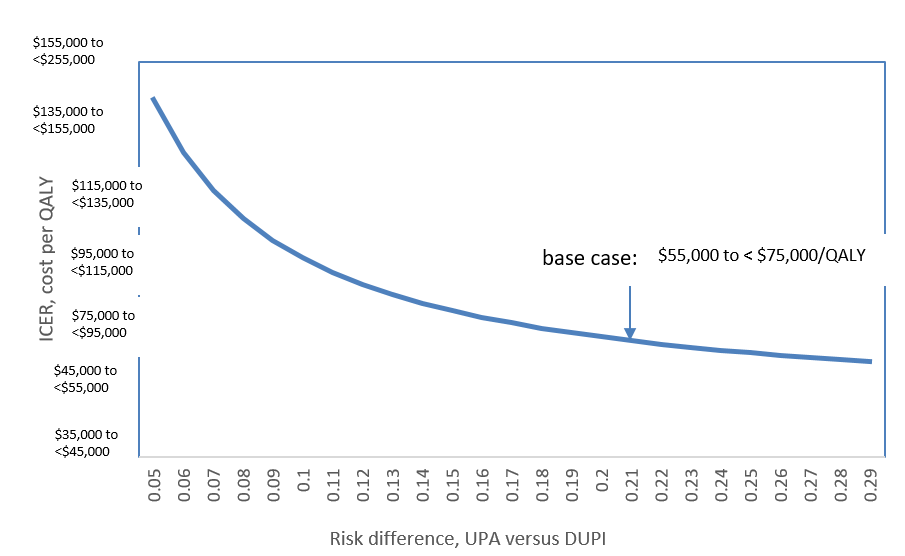 $155,000 to
<$255,000
$135,000 to
<$155,000
$115,000 to
<$135,000
$95,000 to
<$115,000
$75,000 to
<$95,000
$45,000 to
<$55,000
$35,000 to
<$45,000
ICER, cost per QALY
base case: $55,000 to < $75,000/QALY
0.05 0.06 0.07 0.08 0.09 0.1 0.11 0.12 0.13 0.14 0.15 0.16 0.17 0.18 0.19 0.2 0.21 0.22 0.23 0.24 0.25 0.26 0.27 0.28 0.29
Risk difference, UPA versus DUPI